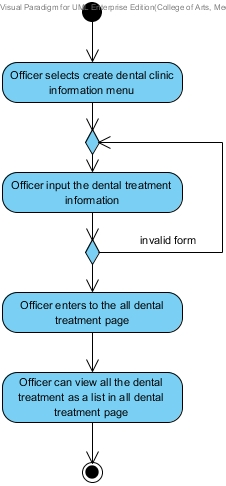 Visual Paradigm for UML Enterprise Edition(College of Arts, Me
Officer selects create dental clinic
information menu
Officer input the dental treatment
information
invalid form
Officer enters to the all dental
treatment page
Officer can view all the dental
treatment as a list in all dental
treatment page